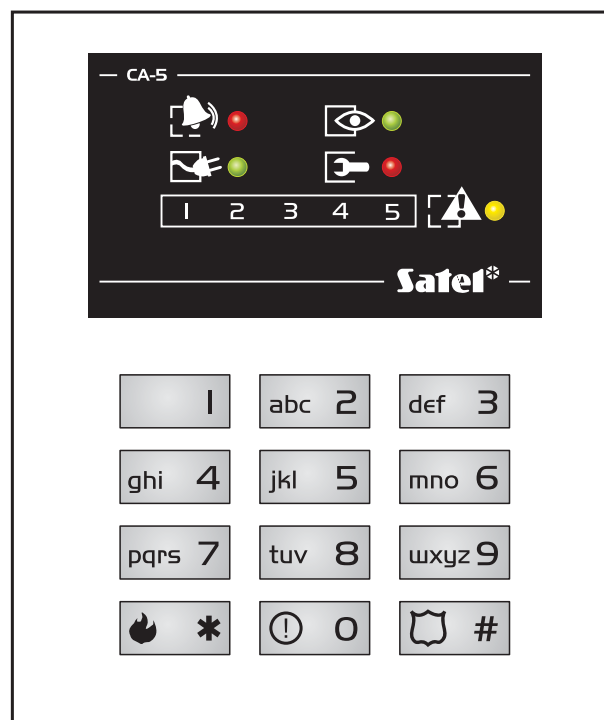 CA-5
1 2 3 4 5
Satel*
1 abc 2 def 3
ghi 4 jkl 5 mno 6
pqrs 7 tuv 8 wxyz 9
* 0 #